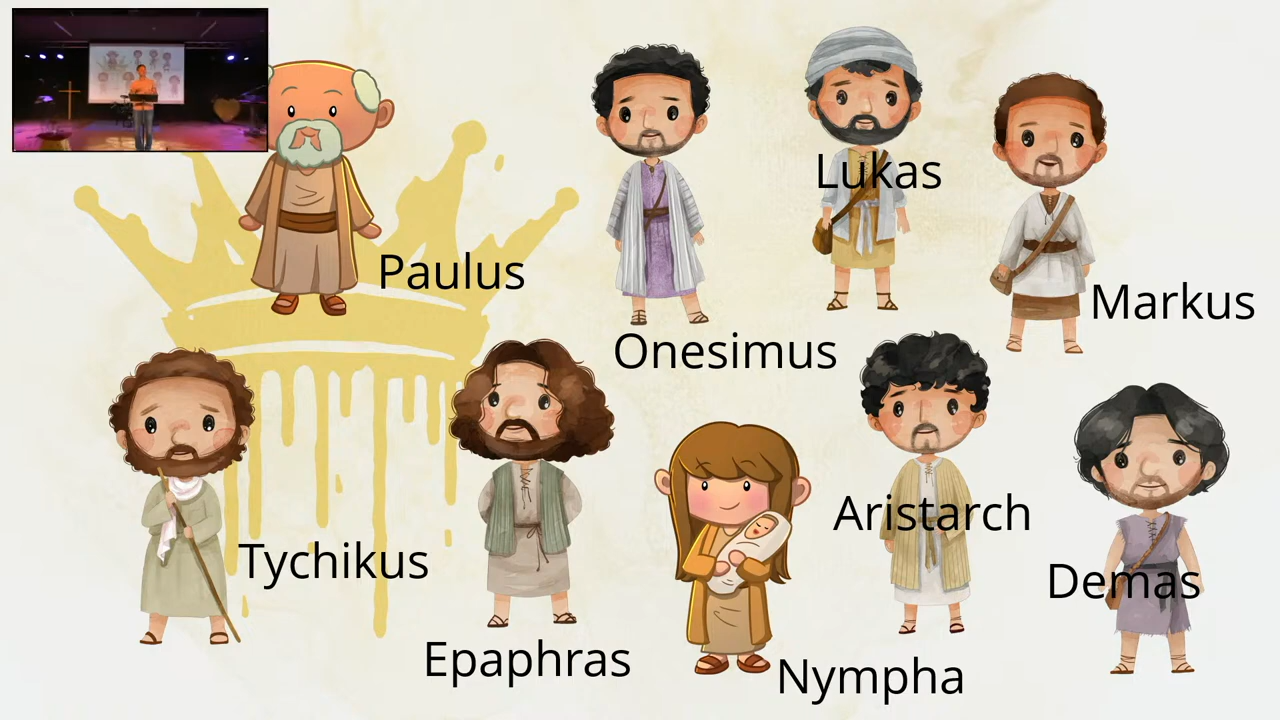 Lukas
Paulus
Markus
Onesimus
Aristarch
Tychikus
Demas
Epaphras
Nympha